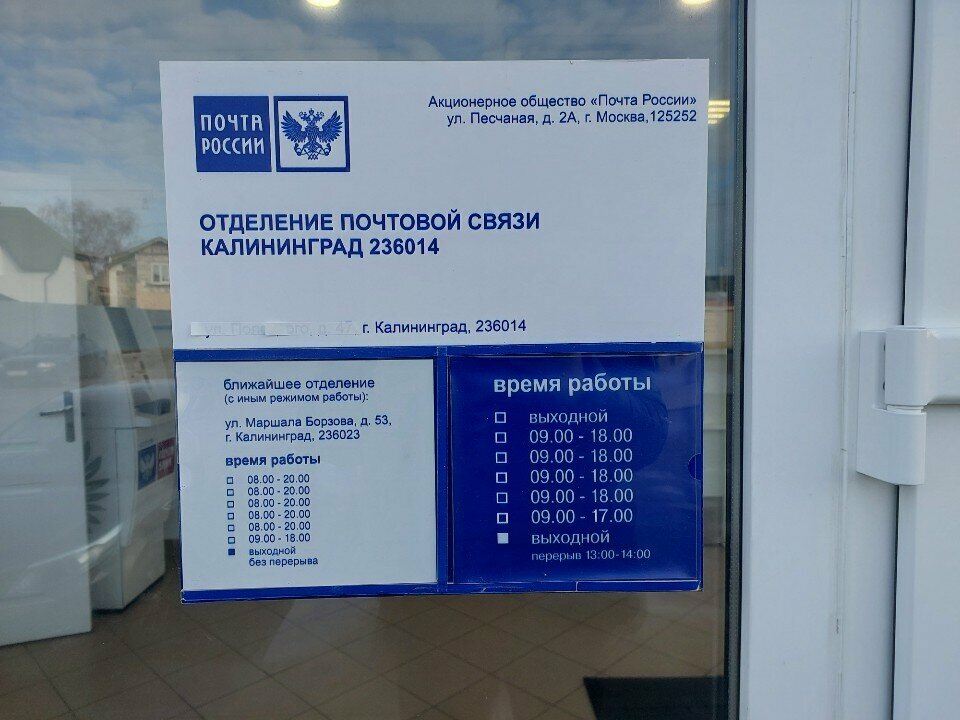 ПОЧТА
РОССИИ
Акционерное общество «Почта России»
ул. Песчаная, д. 2А, г. Москва,125252
ОТДЕЛЕНИЕ ПОЧТОВОЙ СВЯЗИ
КАЛИНИНГРАД 236014
г. Калининград, 236014
ближайшее отделение
(с иным режимом работы):
ул. Маршала Борзова, д. 53,
г. Калининград, 236023
время работы
08.00 - 20.00
08.00 - 20.00
08.00 - 20.00
08.00 - 20.00
08.00 - 20.00
09.00 - 18.00
выходной
без перерыва
время работы
выходной
09.00 - 18.00
09.00 - 18.00
09.00 - 18.00
09.00 - 18.00
09.00 - 17.00
выходной
перерыв 13:00-14:00